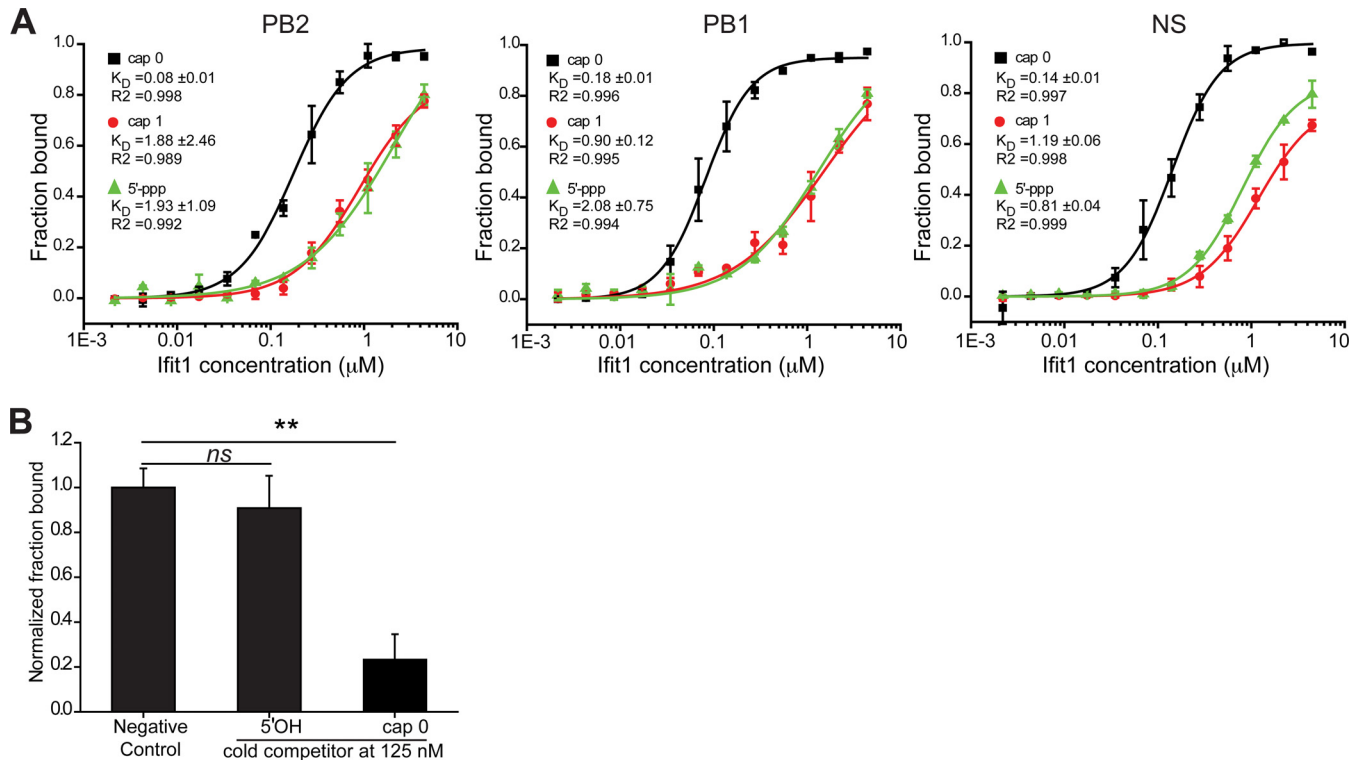 A
PB2
Fraction bound
1.0
0.8
0.6
0.4
0.2
0.0
cap 0
KD =0.08 ±0.01
R2 =0.998
cap 1
KD =1.88 ±2.46
R2 =0.989
5'-ppp
KD =1.93 ±1.09
R2 =0.992
1E-3 0.01 0.1 1 10
Ifit1 concentration (μM)
PB1
Fraction bound
1.0
0.8
0.6
0.4
0.2
0.0
cap 0
KD =0.18 ±0.01
R2 =0.996
cap 1
KD =0.90 ±0.12
R2 =0.995
5'-ppp
KD =2.08 ±0.75
R2 =0.994
1E-3 0.01 0.1 1 10
Ifit1 concentration (μM)
NS
Fraction bound
1.0
0.8
0.6
0.4
0.2
0.0
cap 0
KD =0.14 ±0.01
R2 =0.997
cap 1
KD =1.19 ±0.06
R2 =0.998
5'-ppp
KD =0.81 ±0.04
R2 =0.999
1E-3 0.01 0.1 1 10
Ifit1 concentration (μM)
B
Normalized fraction bound
1.2
1.0
0.8
0.6
0.4
0.2
0.0
**
ns
Negative Control
5'OH
cap 0
cold competitor at 125 nM